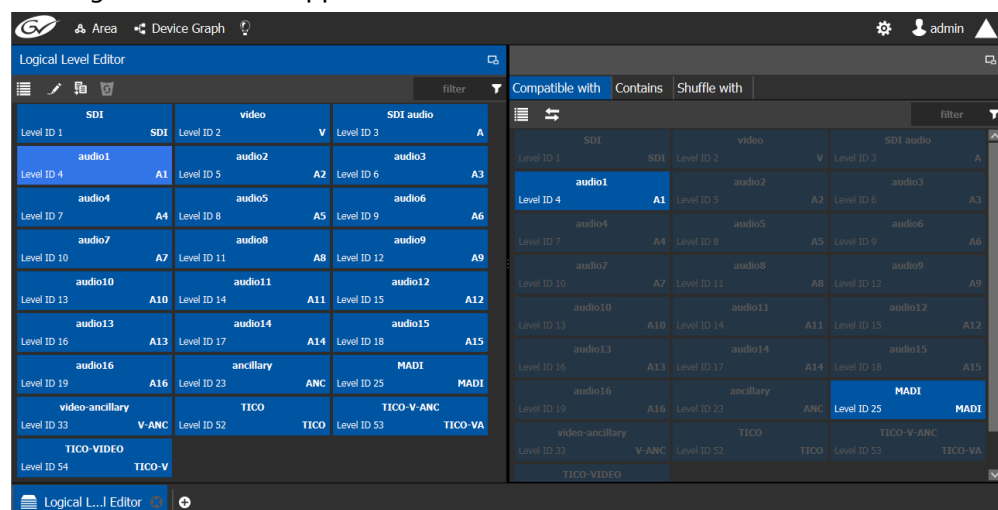 GV Area Device Graph admin
Logical Level Editor
filter
SDI video SDI audio
Level ID 1 SDI Level ID 2 V Level ID 3 A
audio1 audio2 audio3
Level ID 4 A1 Level ID 5 A2 Level ID 6 A3
audio4 audio5 audio6
Level ID 7 A4 Level ID 8 A5 Level ID 9 A6
audio7 audio8 audio9
Level ID 10 A7 Level ID 11 A8 Level ID 12 A9
audio10 audio11 audio12
Level ID 13 A10 Level ID 14 A11 Level ID 15 A12
audio13 audio14 audio15
Level ID 16 A13 Level ID 17 A14 Level ID 18 A15
audio16 ancillary MADI
Level ID 19 A16 Level ID 23 ANC Level ID 25 MADI
video-ancillary TICO TICO-V-ANC
Level ID 33 V-ANC Level ID 52 TICO Level ID 53 TICO-VA
TICO-VIDEO
Level ID 54 TICO-V
Compatible with Contains Shuffle with
filter
SDI video SDI audio
Level ID 1 SDI Level ID 2 V Level ID 3 A
audio1 audio2 audio3
Level ID 4 A1 Level ID 5 A2 Level ID 6 A3
audio4 audio5 audio6
Level ID 7 A4 Level ID 8 A5 Level ID 9 A6
audio7 audio8 audio9
Level ID 10 A7 Level ID 11 A8 Level ID 12 A9
audio10 audio11 audio12
Level ID 13 A10 Level ID 14 A11 Level ID 15 A12
audio13 audio14 audio15
Level ID 16 A13 Level ID 17 A14 Level ID 18 A15
audio16 ancillary MADI
Level ID 19 A16 Level ID 23 ANC Level ID 25 MADI
video-ancillary TICO TICO-V-ANC
Level ID 33 V-ANC Level ID 52 TICO Level ID 53 TICO-VA
TICO-VIDEO
Logical L...l Editor